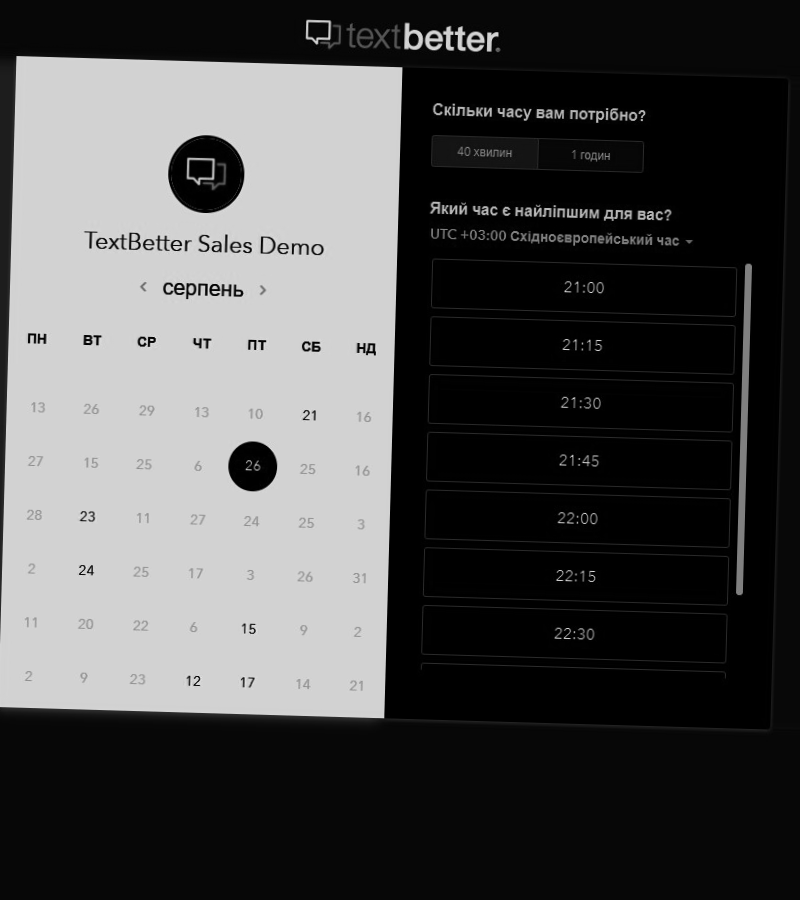 textbetter.
TextBetter Sales Demo
серпень
ПН ВТ СР ЧТ ПТ СБ НД
13 26 29 13 10 21 16
27 15 25 6 26 25 16
28 23 11 27 24 25 3
2 24 25 17 3 26 31
11 20 22 6 15 9 2
2 9 23 12 17 14 21
Скільки часу вам потрібно?
40 хвилин 1 годин
Який час є найліпшим для вас?
UTC +03:00 Східноєвропейський час
21:00
21:15
21:30
21:45
22:00
22:15
22:30